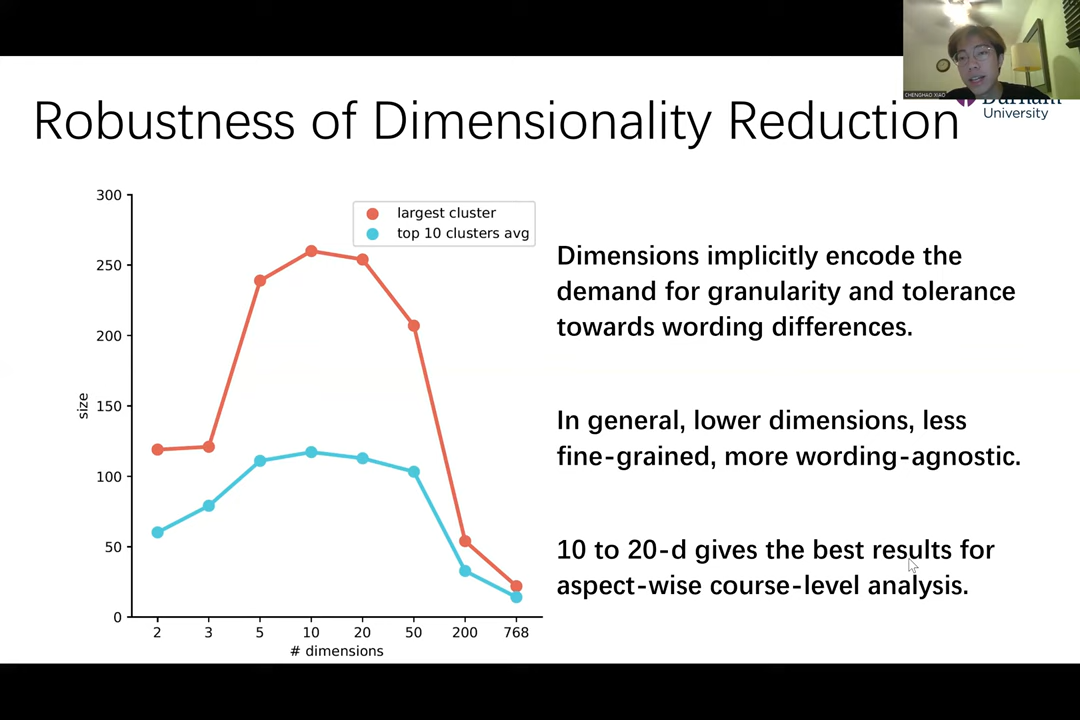 CHENGHAO XIAO
Robustness of Dimensionality Reduction
Durham
University
300
250
200
150
100
50
0
size
largest cluster
top 10 clusters avg
2 3 5 10 20 50 200 768
# dimensions
Dimensions implicitly encode the
demand for granularity and tolerance
towards wording differences.
In general, lower dimensions, less
fine-grained, more wording-agnostic.
10 to 20-d gives the best results for
aspect-wise course-level analysis.